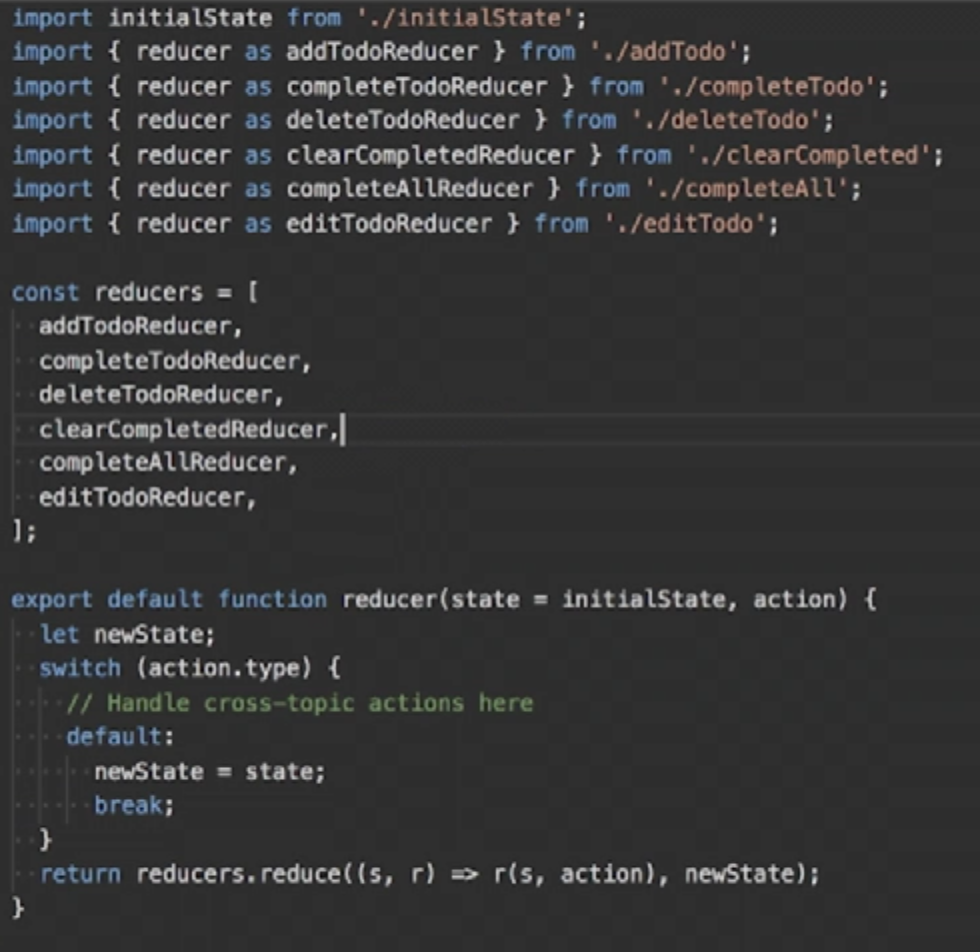 import initialState from './initialState';
import { reducer as addTodoReducer } from './addTodo';
import { reducer as completeTodoReducer } from './completeTodo';
import { reducer as deleteTodoReducer } from './deleteTodo';
import { reducer as clearCompletedReducer } from './clearCompleted';
import { reducer as completeAllReducer } from './completeAll';
import { reducer as editTodoReducer } from './editTodo';

const reducers = [
  addTodoReducer,
  completeTodoReducer,
  deleteTodoReducer,
  clearCompletedReducer,
  completeAllReducer,
  editTodoReducer,
];

export default function reducer(state = initialState, action) {
  let newState;
  switch (action.type) {
    // Handle cross-topic actions here
    default:
      newState = state;
      break;
  }
  return reducers.reduce((s, r) => r(s, action), newState);
}